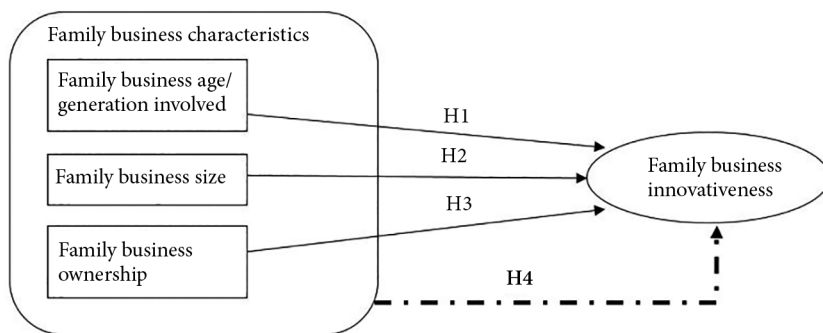 Family business characteristics
Family business age/
generation involved
H1
H2
Family business size
Family business
innovativeness
H3
Family business
ownership
H4